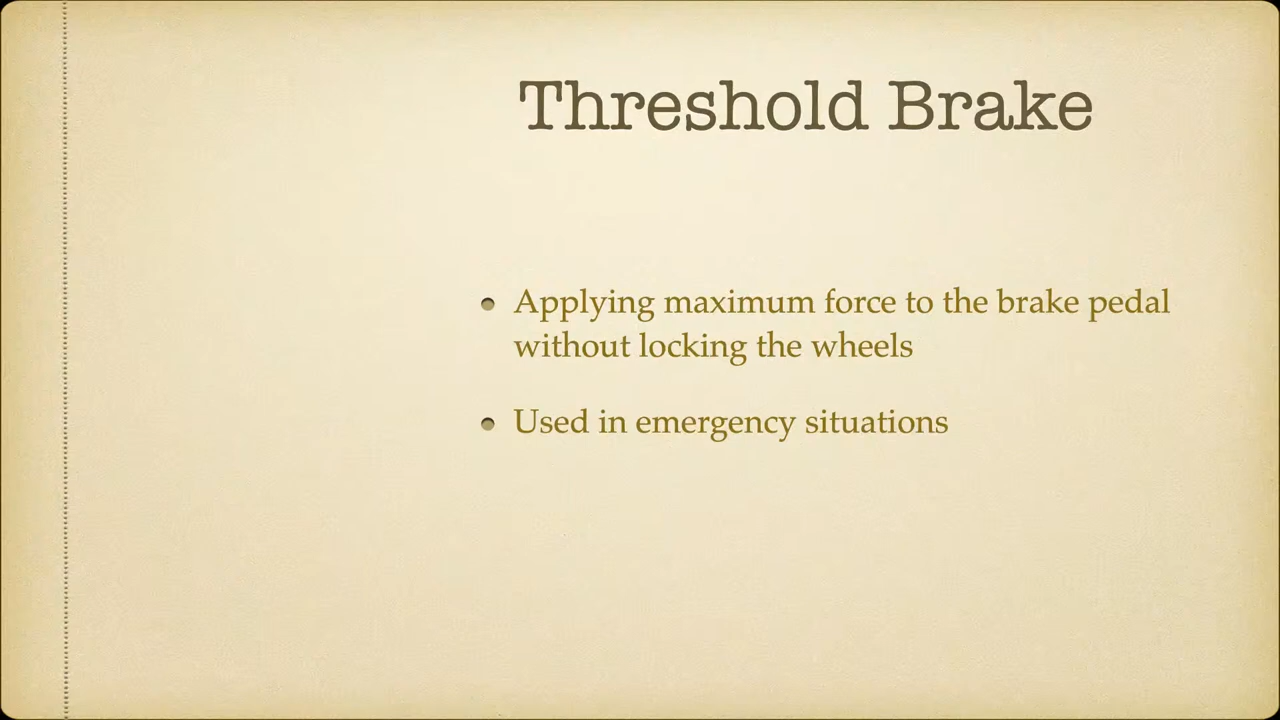 Threshold Brake
Applying maximum force to the brake pedal
without locking the wheels
Used in emergency situations